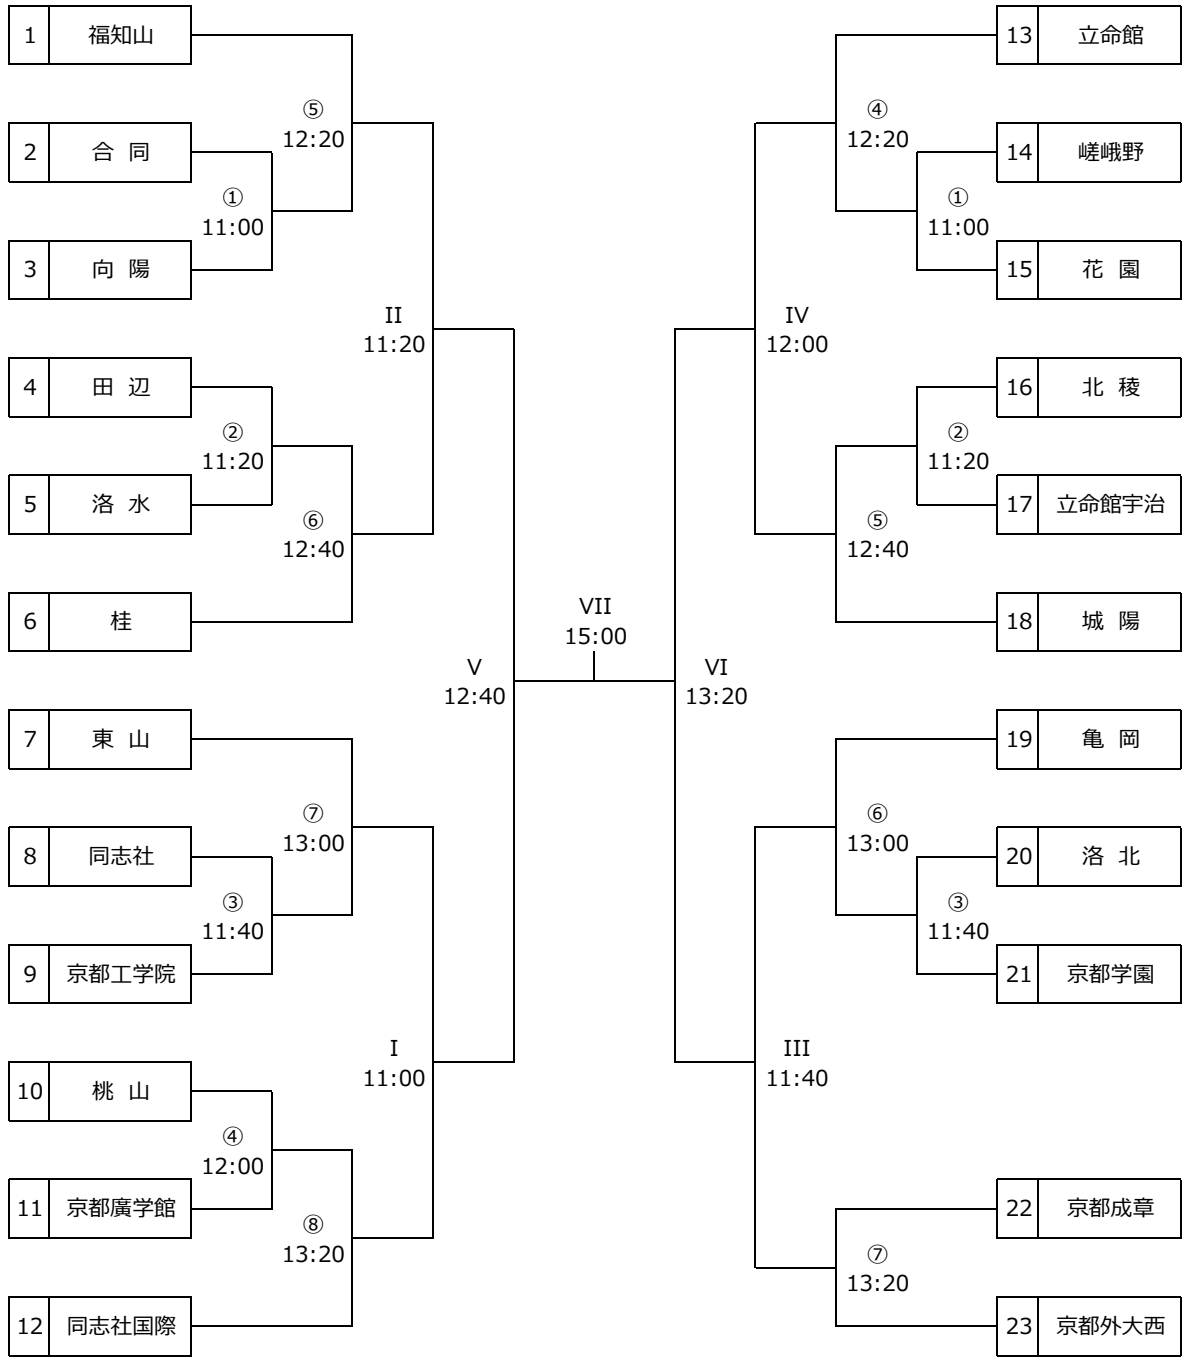 1 福知山
⑤
12:20
2 合 同
①
11:00
3 向 陽
II
11:20
4 田 辺
②
11:20
5 洛 水
⑥
12:40
6 桂
V
12:40
7 東 山
⑦
13:00
8 同志社
③
11:40
9 京都工学院
I
11:00
10 桃 山
④
12:00
11 京都廣学館
⑧
13:20
12 同志社国際
VII
15:00
13 立命館
④
12:20
14 嵯峨野
①
11:00
15 花 園
IV
12:00
16 北 稜
②
11:20
17 立命館宇治
⑤
12:40
18 城 陽
VI
13:20
19 亀 岡
⑥
13:00
20 洛 北
③
11:40
21 京都学園
III
11:40
22 京都成章
⑦
13:20
23 京都外大西